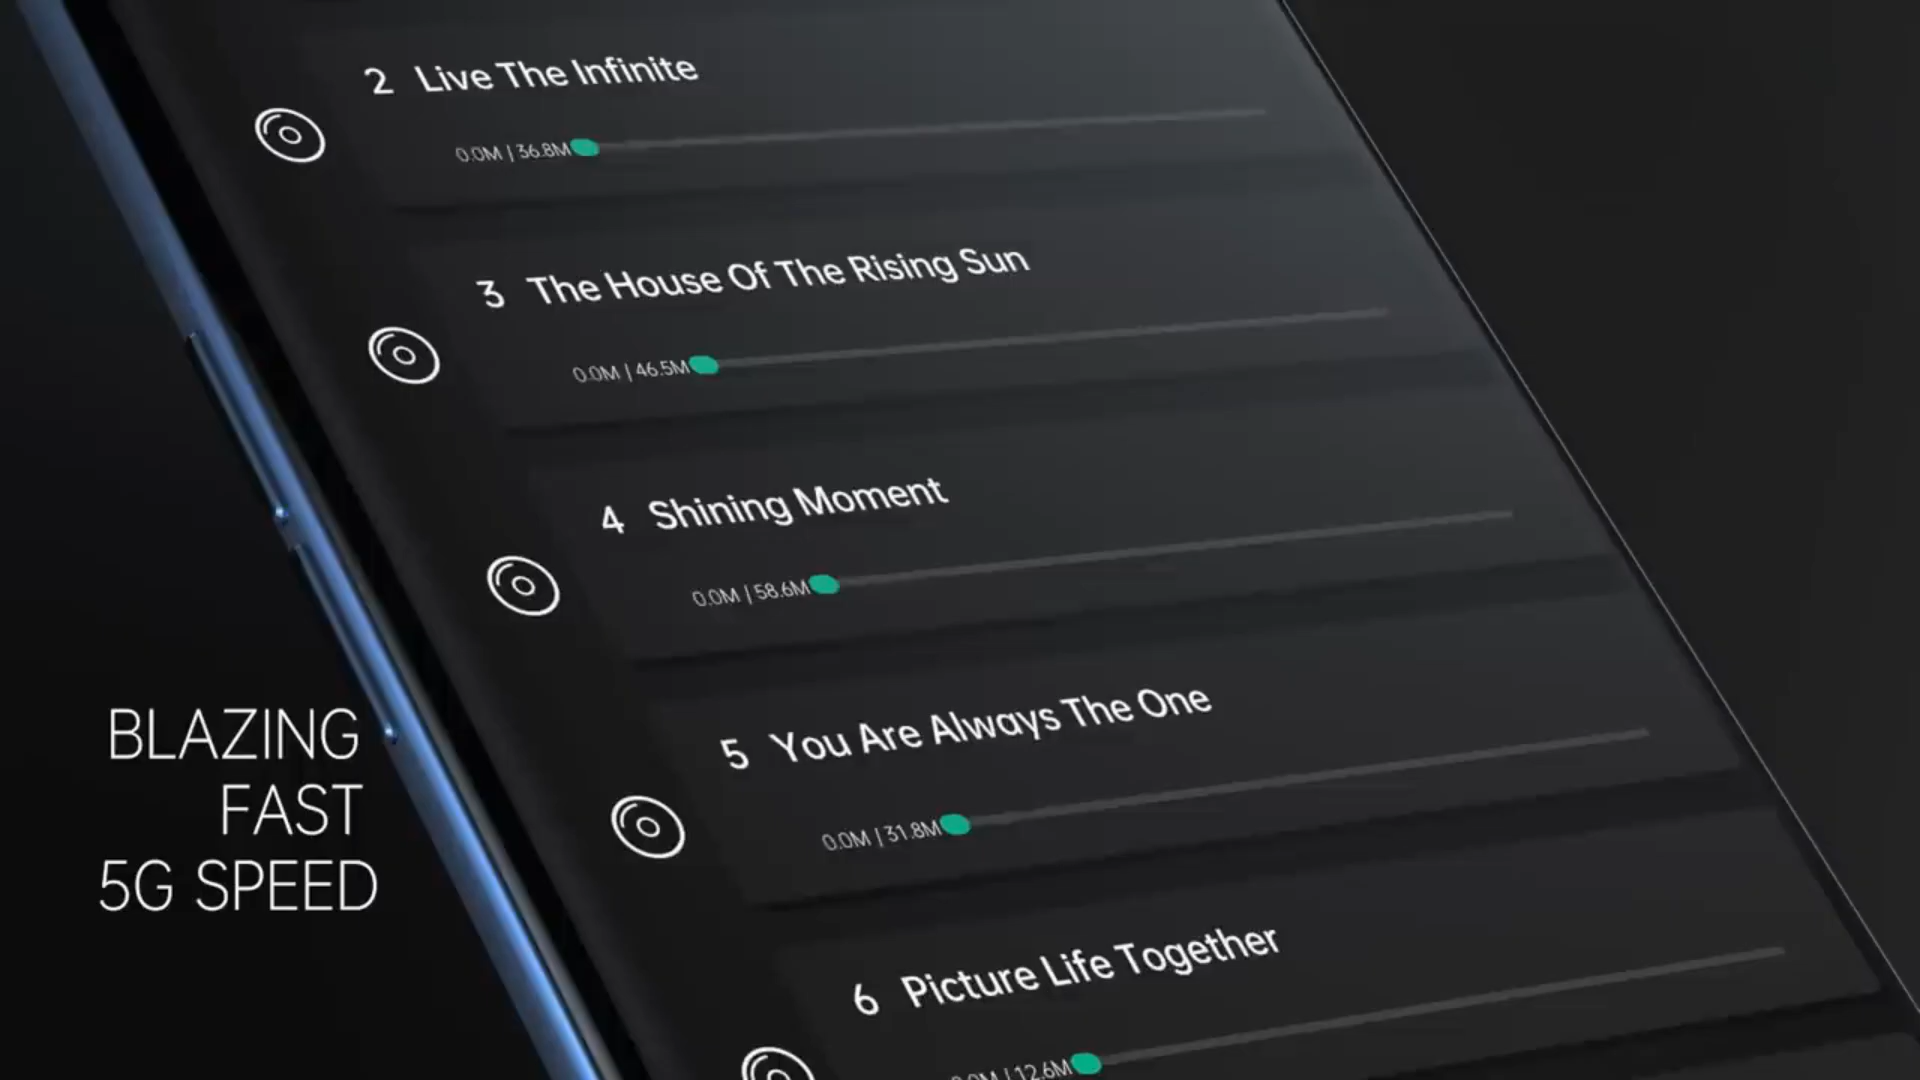 2 Live The Infinite
0.0M | 36.8M
3 The House Of The Rising Sun
0.0M | 46.5M
4 Shining Moment
0.0M | 58.6M
5 You Are Always The One
0.0M | 31.8M
6 Picture Life Together
0.0M | 12.6M
BLAZING
FAST
5G SPEED